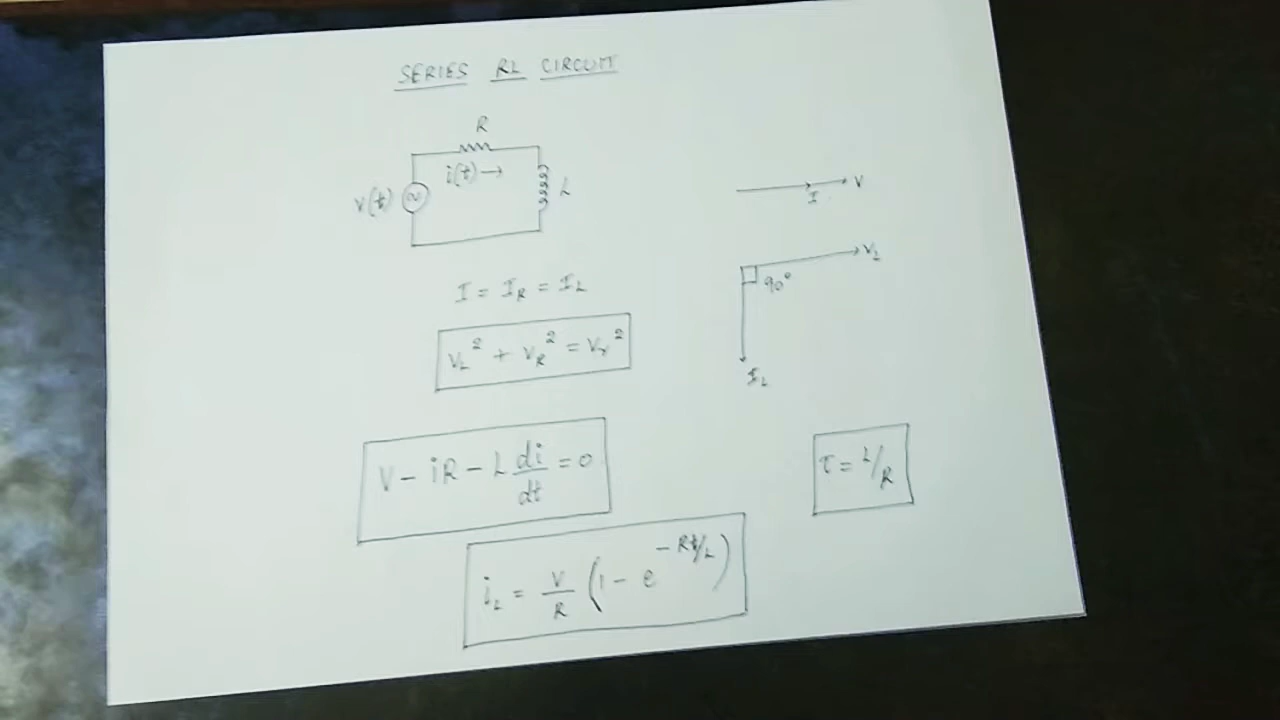 SERIES RL CIRCUIT
R
i(t) →
v(t)
L
I
V
V_L
90°
I_L
I = I_R = I_L
V_L² + V_R² = V_T²
V - iR - L di/dt = 0
τ = L/R
i_L = V/R (1 - e^(-Rt/L))